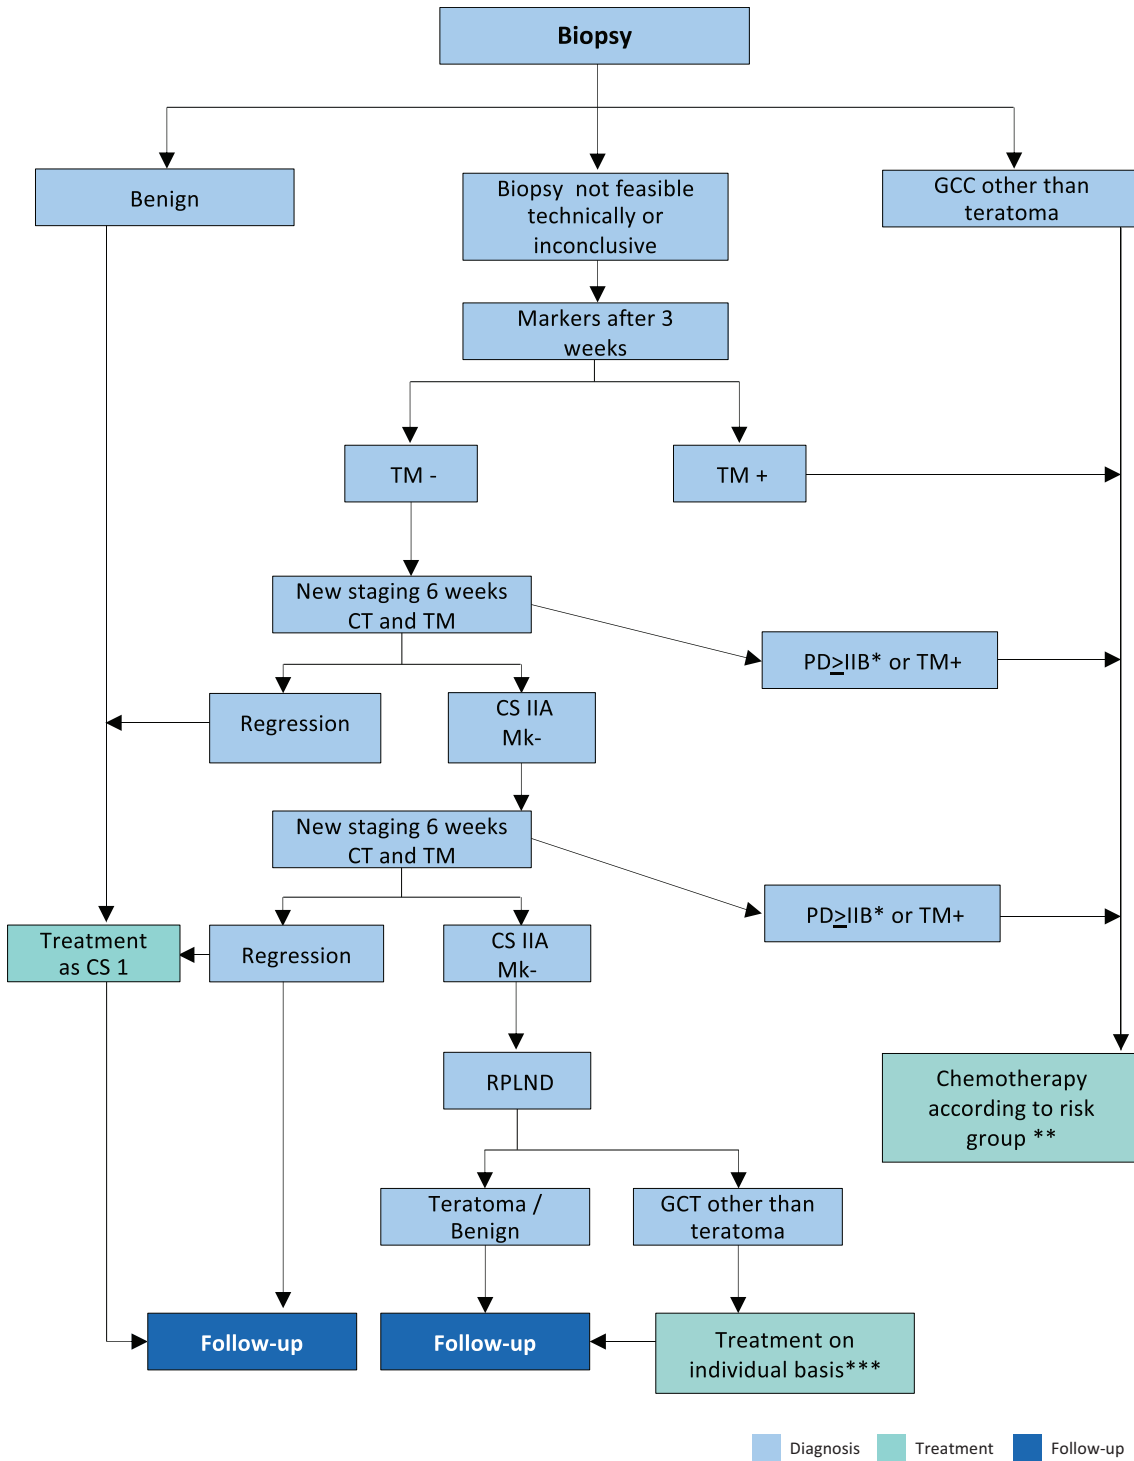 Biopsy
Benign
Biopsy not feasible
technically or
inconclusive
GCC other than
teratoma
Markers after 3
weeks
TM -
TM +
New staging 6 weeks
CT and TM
PD≥IIB* or TM+
Regression
CS IIA
Mk-
New staging 6 weeks
CT and TM
PD≥IIB* or TM+
Treatment
as CS 1
Regression
CS IIA
Mk-
RPLND
Chemotherapy
according to risk
group **
Teratoma /
Benign
GCT other than
teratoma
Follow-up
Follow-up
Treatment on
individual basis***
Diagnosis
Treatment
Follow-up